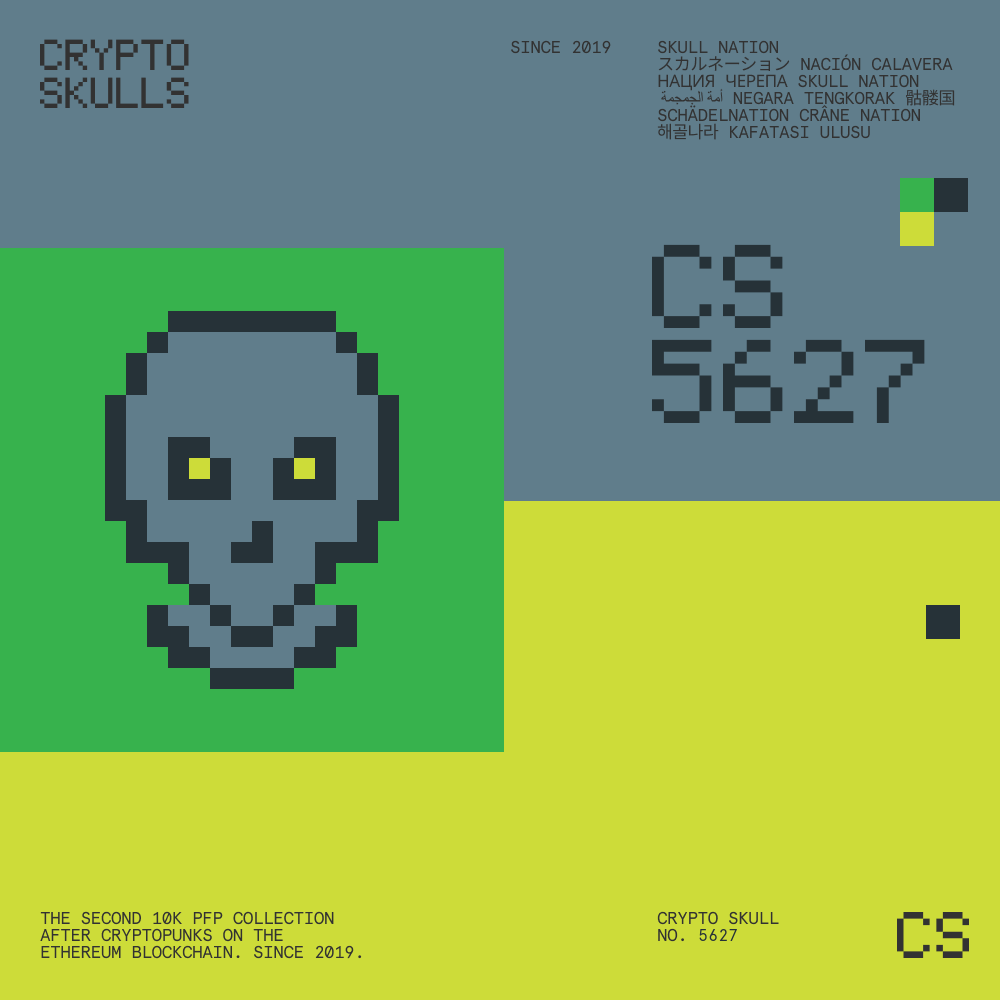 CRYPTO
SKULLS
SINCE 2019
SKULL NATION
スカルネーション NACIÓN CALAVERA
НАЦИЯ ЧЕРЕПА SKULL NATION
أمة الجمجمة NEGARA TENGKORAK 骷髅国
SCHÄDELNATION CRÂNE NATION
해골나라 KAFATASI ULUSU
CS
5627
THE SECOND 10K PFP COLLECTION
AFTER CRYPTOPUNKS ON THE
ETHEREUM BLOCKCHAIN. SINCE 2019.
CRYPTO SKULL
NO. 5627
CS